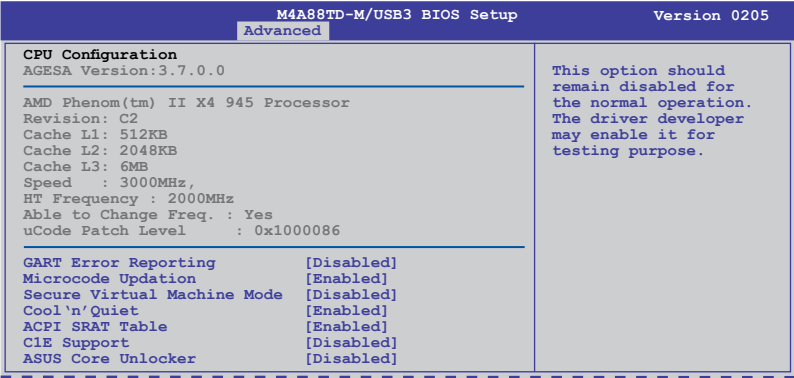 M4A88TD-M/USB3 BIOS Setup Version 0205
Advanced
CPU Configuration
AGESA Version:3.7.0.0
AMD Phenom(tm) II X4 945 Processor
Revision: C2
Cache L1: 512KB
Cache L2: 2048KB
Cache L3: 6MB
Speed : 3000MHz,
HT Frequency : 2000MHz
Able to Change Freq. : Yes
uCode Patch Level : 0x1000086
GART Error Reporting [Disabled]
Microcode Updation [Enabled]
Secure Virtual Machine Mode [Disabled]
Cool‘n’Quiet [Enabled]
ACPI SRAT Table [Enabled]
C1E Support [Disabled]
ASUS Core Unlocker [Disabled]
This option should
remain disabled for
the normal operation.
The driver developer
may enable it for
testing purpose.